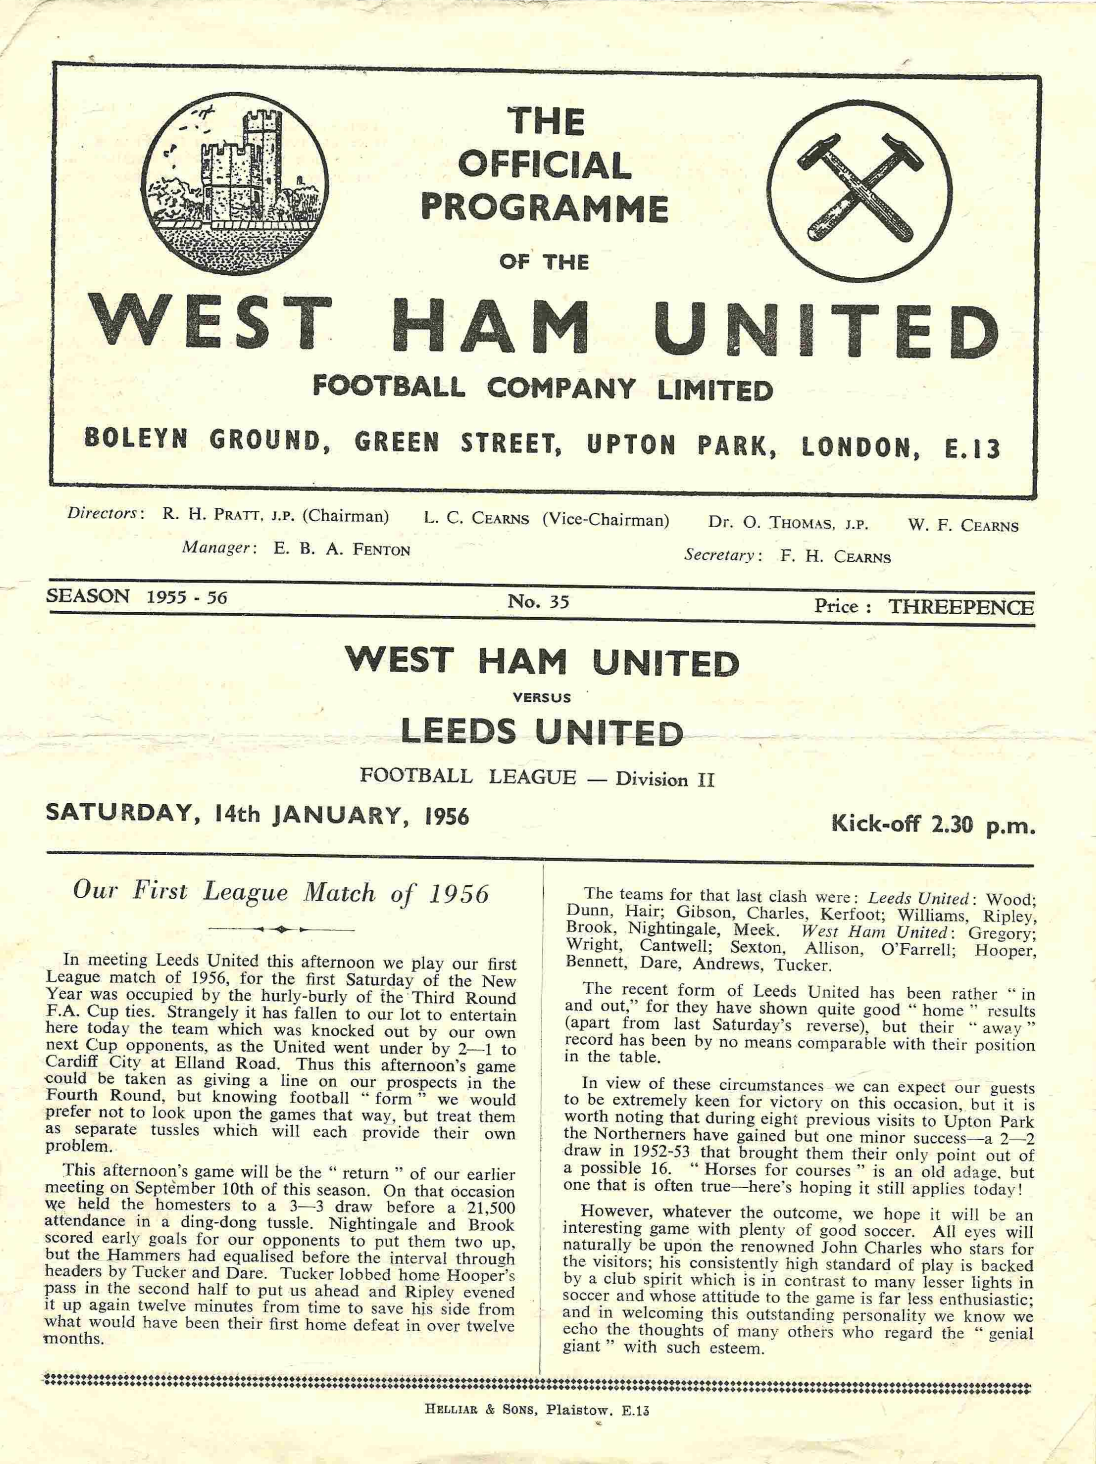 THE
OFFICIAL
PROGRAMME
OF THE
WEST HAM UNITED
FOOTBALL COMPANY LIMITED
BOLEYN GROUND, GREEN STREET, UPTON PARK, LONDON, E.13
Directors: R. H. PRATT, J.P. (Chairman) L. C. CEARNS (Vice-Chairman) Dr. O. THOMAS, J.P. W. F. CEARNS
Manager: E. B. A. FENTON Secretary: F. H. CEARNS
SEASON 1955 - 56 No. 35 Price : THREEPENCE
WEST HAM UNITED
VERSUS
LEEDS UNITED
FOOTBALL LEAGUE — Division II
SATURDAY, 14th JANUARY, 1956 Kick-off 2.30 p.m.
Our First League Match of 1956
In meeting Leeds United this afternoon we play our first
League match of 1956, for the first Saturday of the New
Year was occupied by the hurly-burly of the Third Round
F.A. Cup ties. Strangely it has fallen to our lot to entertain
here today the team which was knocked out by our own
next Cup opponents, as the United went under by 2—1 to
Cardiff City at Elland Road. Thus this afternoon's game
could be taken as giving a line on our prospects in the
Fourth Round, but knowing football " form " we would
prefer not to look upon the games that way, but treat them
as separate tussles which will each provide their own
problem.
This afternoon's game will be the " return " of our earlier
meeting on September 10th of this season. On that occasion
we held the homesters to a 3—3 draw before a 21,500
attendance in a ding-dong tussle. Nightingale and Brook
scored early goals for our opponents to put them two up,
but the Hammers had equalised before the interval through
headers by Tucker and Dare. Tucker lobbed home Hooper's
pass in the second half to put us ahead and Ripley evened
it up again twelve minutes from time to save his side from
what would have been their first home defeat in over twelve
months.
The teams for that last clash were: Leeds United: Wood;
Dunn, Hair; Gibson, Charles, Kerfoot; Williams, Ripley,
Brook, Nightingale, Meek. West Ham United: Gregory;
Wright, Cantwell; Sexton, Allison, O'Farrell; Hooper,
Bennett, Dare, Andrews, Tucker.
The recent form of Leeds United has been rather " in
and out," for they have shown quite good " home " results
(apart from last Saturday's reverse), but their " away "
record has been by no means comparable with their position
in the table.
In view of these circumstances we can expect our guests
to be extremely keen for victory on this occasion, but it is
worth noting that during eight previous visits to Upton Park
the Northerners have gained but one minor success—a 2—2
draw in 1952-53 that brought them their only point out of
a possible 16. " Horses for courses " is an old adage, but
one that is often true—here's hoping it still applies today!
However, whatever the outcome, we hope it will be an
interesting game with plenty of good soccer. All eyes will
naturally be upon the renowned John Charles who stars for
the visitors; his consistently high standard of play is backed
by a club spirit which is in contrast to many lesser lights in
soccer and whose attitude to the game is far less enthusiastic;
and in welcoming this outstanding personality we know we
echo the thoughts of many others who regard the " genial
giant " with such esteem.
HELLIAR & SONS, Plaistow, E.13